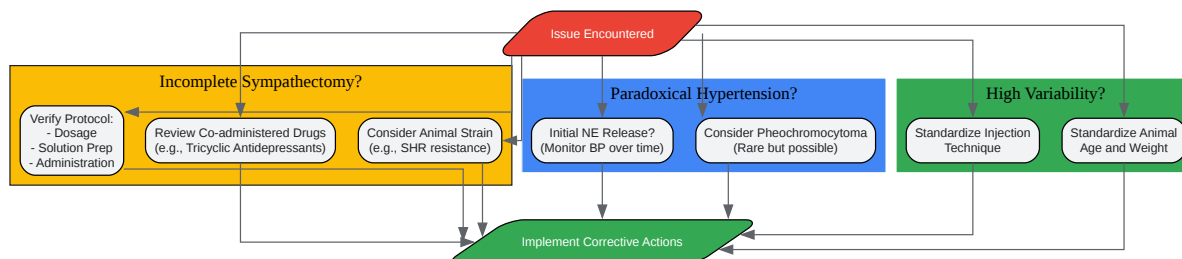 Issue Encountered
Incomplete Sympathectomy?
Verify Protocol:
- Dosage
- Solution Prep
- Administration
Review Co-administered Drugs
(e.g., Tricyclic Antidepressants)
Consider Animal Strain
(e.g., SHR resistance)
Paradoxical Hypertension?
Initial NE Release?
(Monitor BP over time)
Consider Pheochromocytoma
(Rare but possible)
High Variability?
Standardize Injection
Technique
Standardize Animal
Age and Weight
Implement Corrective Actions